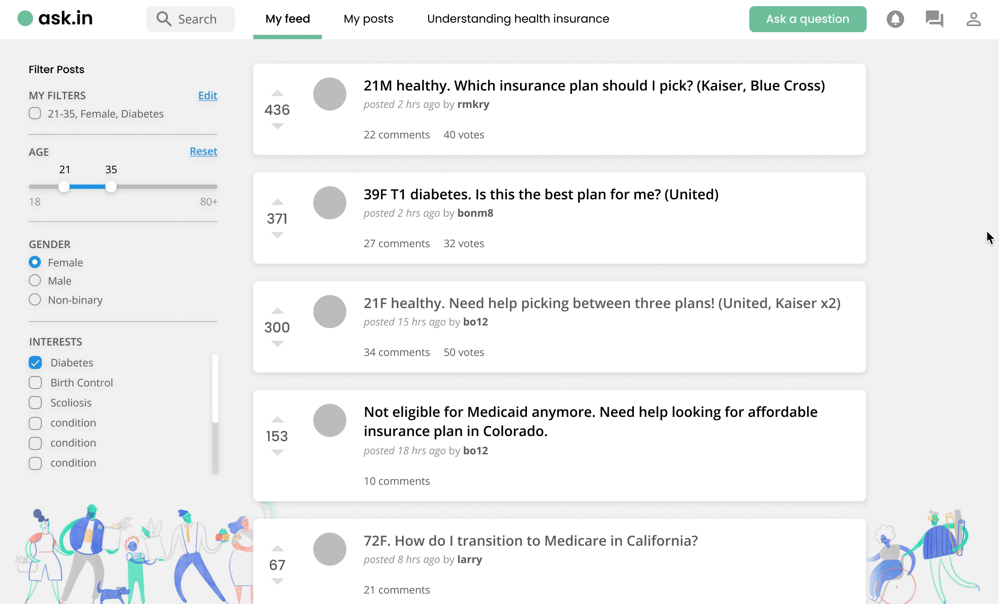 ask.in
Search
My feed
My posts
Understanding health insurance
Ask a question
Filter Posts
MY FILTERS
Edit
21-35, Female, Diabetes
AGE
Reset
21
35
18
80+
GENDER
Female
Male
Non-binary
INTERESTS
Diabetes
Birth Control
Scoliosis
condition
condition
condition
436
21M healthy. Which insurance plan should I pick? (Kaiser, Blue Cross)
posted 2 hrs ago by rmkry
22 comments
40 votes
371
39F T1 diabetes. Is this the best plan for me? (United)
posted 2 hrs ago by bonm8
27 comments
32 votes
300
21F healthy. Need help picking between three plans! (United, Kaiser x2)
posted 15 hrs ago by bo12
34 comments
50 votes
153
Not eligible for Medicaid anymore. Need help looking for affordable
insurance plan in Colorado.
posted 18 hrs ago by bo12
10 comments
67
72F. How do I transition to Medicare in California?
posted 8 hrs ago by larry
21 comments